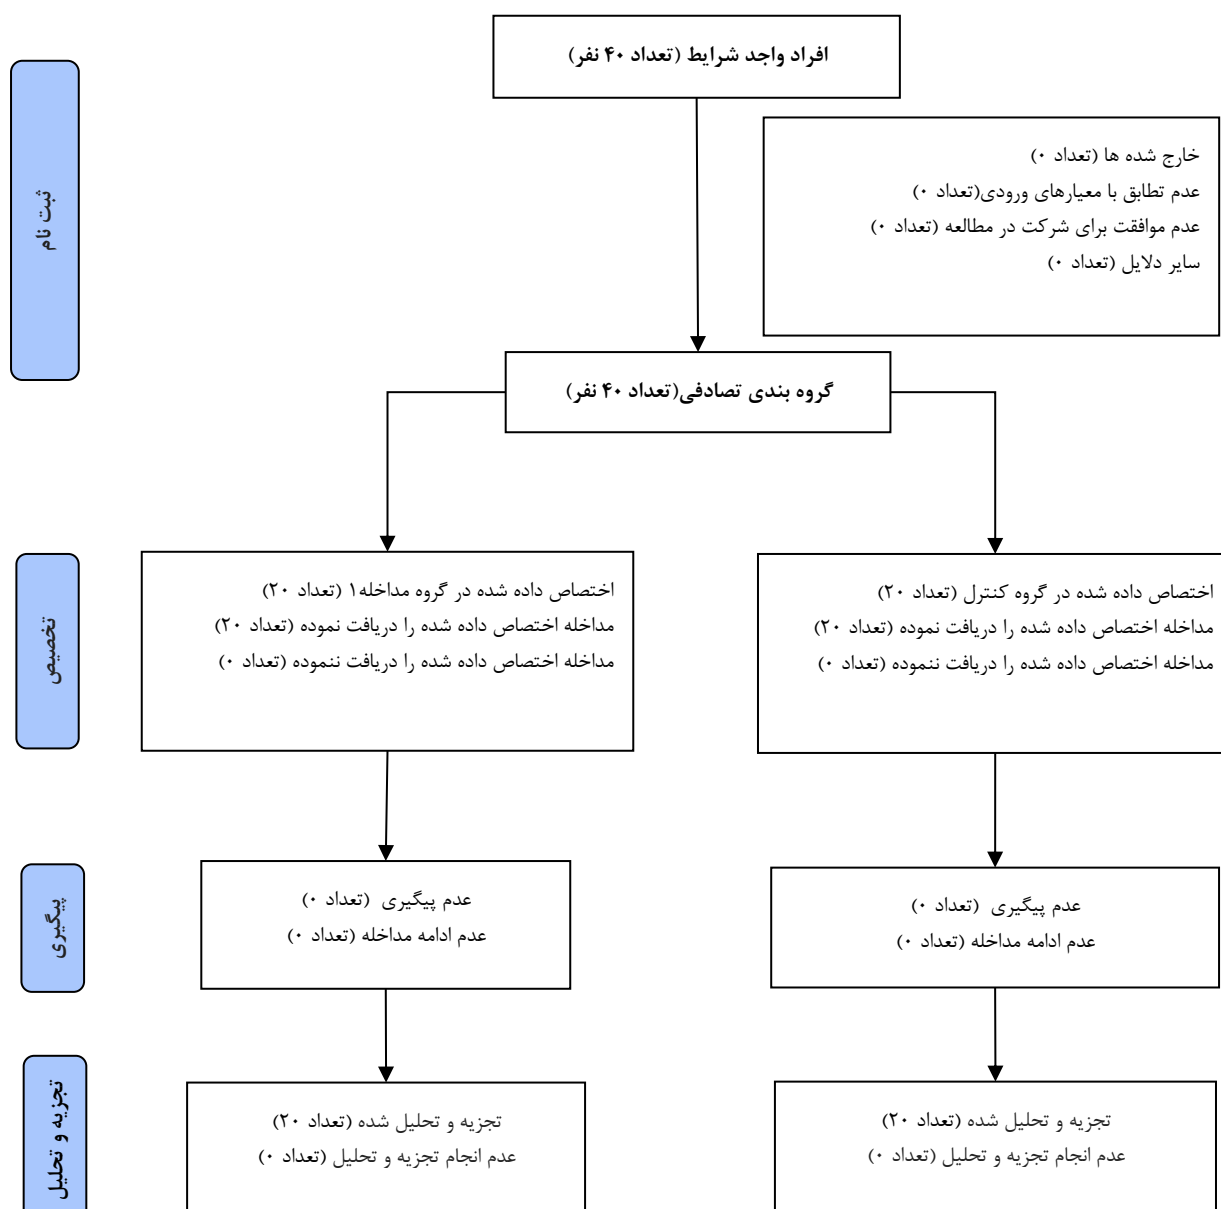 افراد واجد شرایط (تعداد ۴۰ نفر)
ثبت نام
خارج شده ها (تعداد ۰)
عدم تطابق با معیارهای ورودی(تعداد ۰)
عدم موافقت برای شرکت در مطالعه (تعداد ۰)
سایر دلایل (تعداد ۰)
گروه بندی تصادفی(تعداد ۴۰ نفر)
تخصیص
اختصاص داده شده در گروه کنترل (تعداد ۲۰)
مداخله اختصاص داده شده را دریافت نموده (تعداد ۲۰)
مداخله اختصاص داده شده را دریافت ننموده (تعداد ۰)
اختصاص داده شده در گروه مداخله۱ (تعداد ۲۰)
مداخله اختصاص داده شده را دریافت نموده (تعداد ۲۰)
مداخله اختصاص داده شده را دریافت ننموده (تعداد ۰)
پیگیری
عدم پیگیری (تعداد ۰)
عدم ادامه مداخله (تعداد ۰)
عدم پیگیری (تعداد ۰)
عدم ادامه مداخله (تعداد ۰)
تجزیه و تحلیل
تجزیه و تحلیل شده (تعداد ۲۰)
عدم انجام تجزیه و تحلیل (تعداد ۰)
تجزیه و تحلیل شده (تعداد ۲۰)
عدم انجام تجزیه و تحلیل (تعداد ۰)